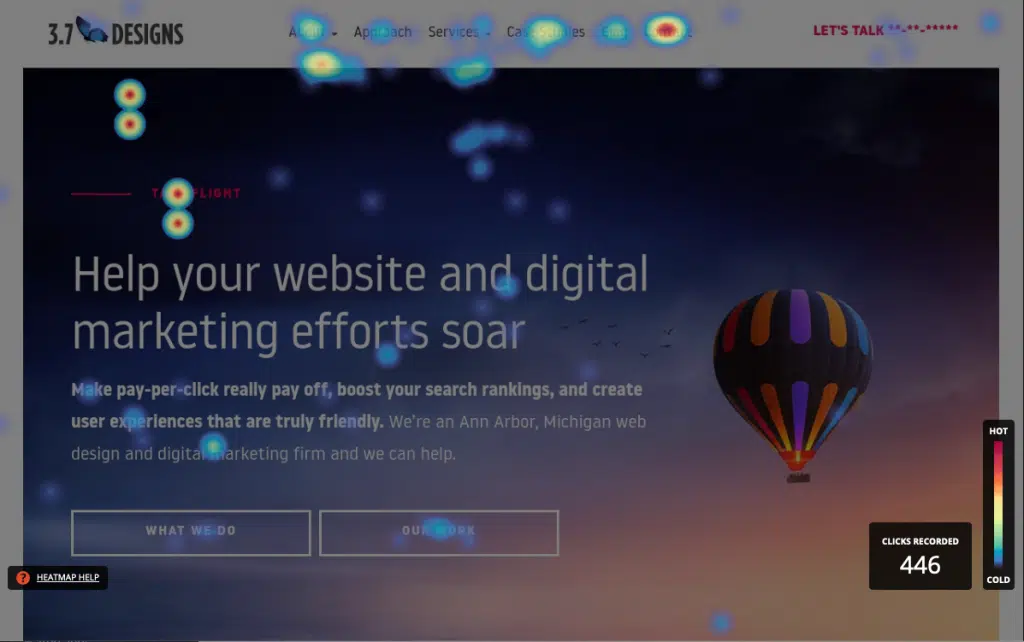 3.7 DESIGNS
About Approach Services Case Studies
LET'S TALK **-**-*****
FLIGHT
Help your website and digital
marketing efforts soar
Make pay-per-click really pay off, boost your search rankings, and create
user experiences that are truly friendly. We're an Ann Arbor, Michigan web
design and digital marketing firm and we can help.
WHAT WE DO
OUR WORK
HOT
CLICKS RECORDED
446
COLD
? HEATMAP HELP